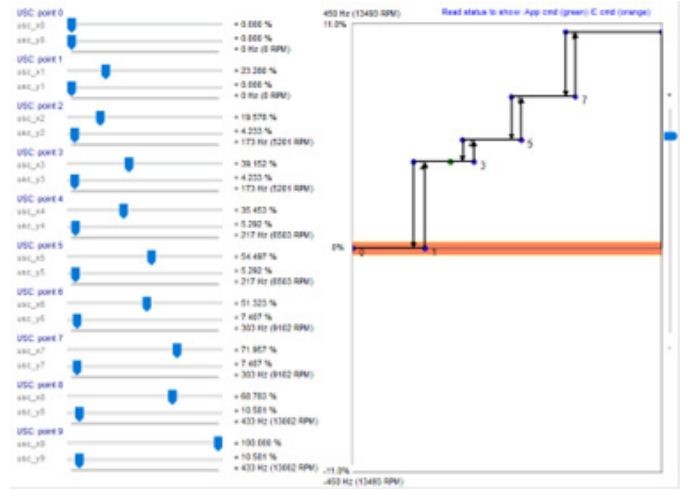 USC: point 0
usc_x0
= 0.000 %
usc_y0
= 0.000 %
= 0 Hz (0 RPM)
USC: point 1
usc_x1
= 23.280 %
usc_y1
= 0.000 %
= 0 Hz (0 RPM)
USC: point 2
usc_x2
= 19.578 %
usc_y2
= 4.233 %
= 173 Hz (5201 RPM)
USC: point 3
usc_x3
= 39.152 %
usc_y3
= 4.233 %
= 173 Hz (5201 RPM)
USC: point 4
usc_x4
= 35.453 %
usc_y4
= 5.292 %
= 217 Hz (6503 RPM)
USC: point 5
usc_x5
= 54.497 %
usc_y5
= 5.292 %
= 217 Hz (6503 RPM)
USC: point 6
usc_x6
= 51.323 %
usc_y6
= 7.407 %
= 303 Hz (9102 RPM)
USC: point 7
usc_x7
= 71.957 %
usc_y7
= 7.407 %
= 303 Hz (9102 RPM)
USC: point 8
usc_x8
= 68.783 %
usc_y8
= 10.581 %
= 433 Hz (13002 RPM)
USC: point 9
usc_x9
= 100.000 %
usc_y9
= 10.581 %
= 433 Hz (13002 RPM)
450 Hz (13493 RPM)
Read status to show: App cmd (green) IC cmd (orange)
11.0%
7
5
3
0%
0
1
-11.0%
-450 Hz (13493 RPM)